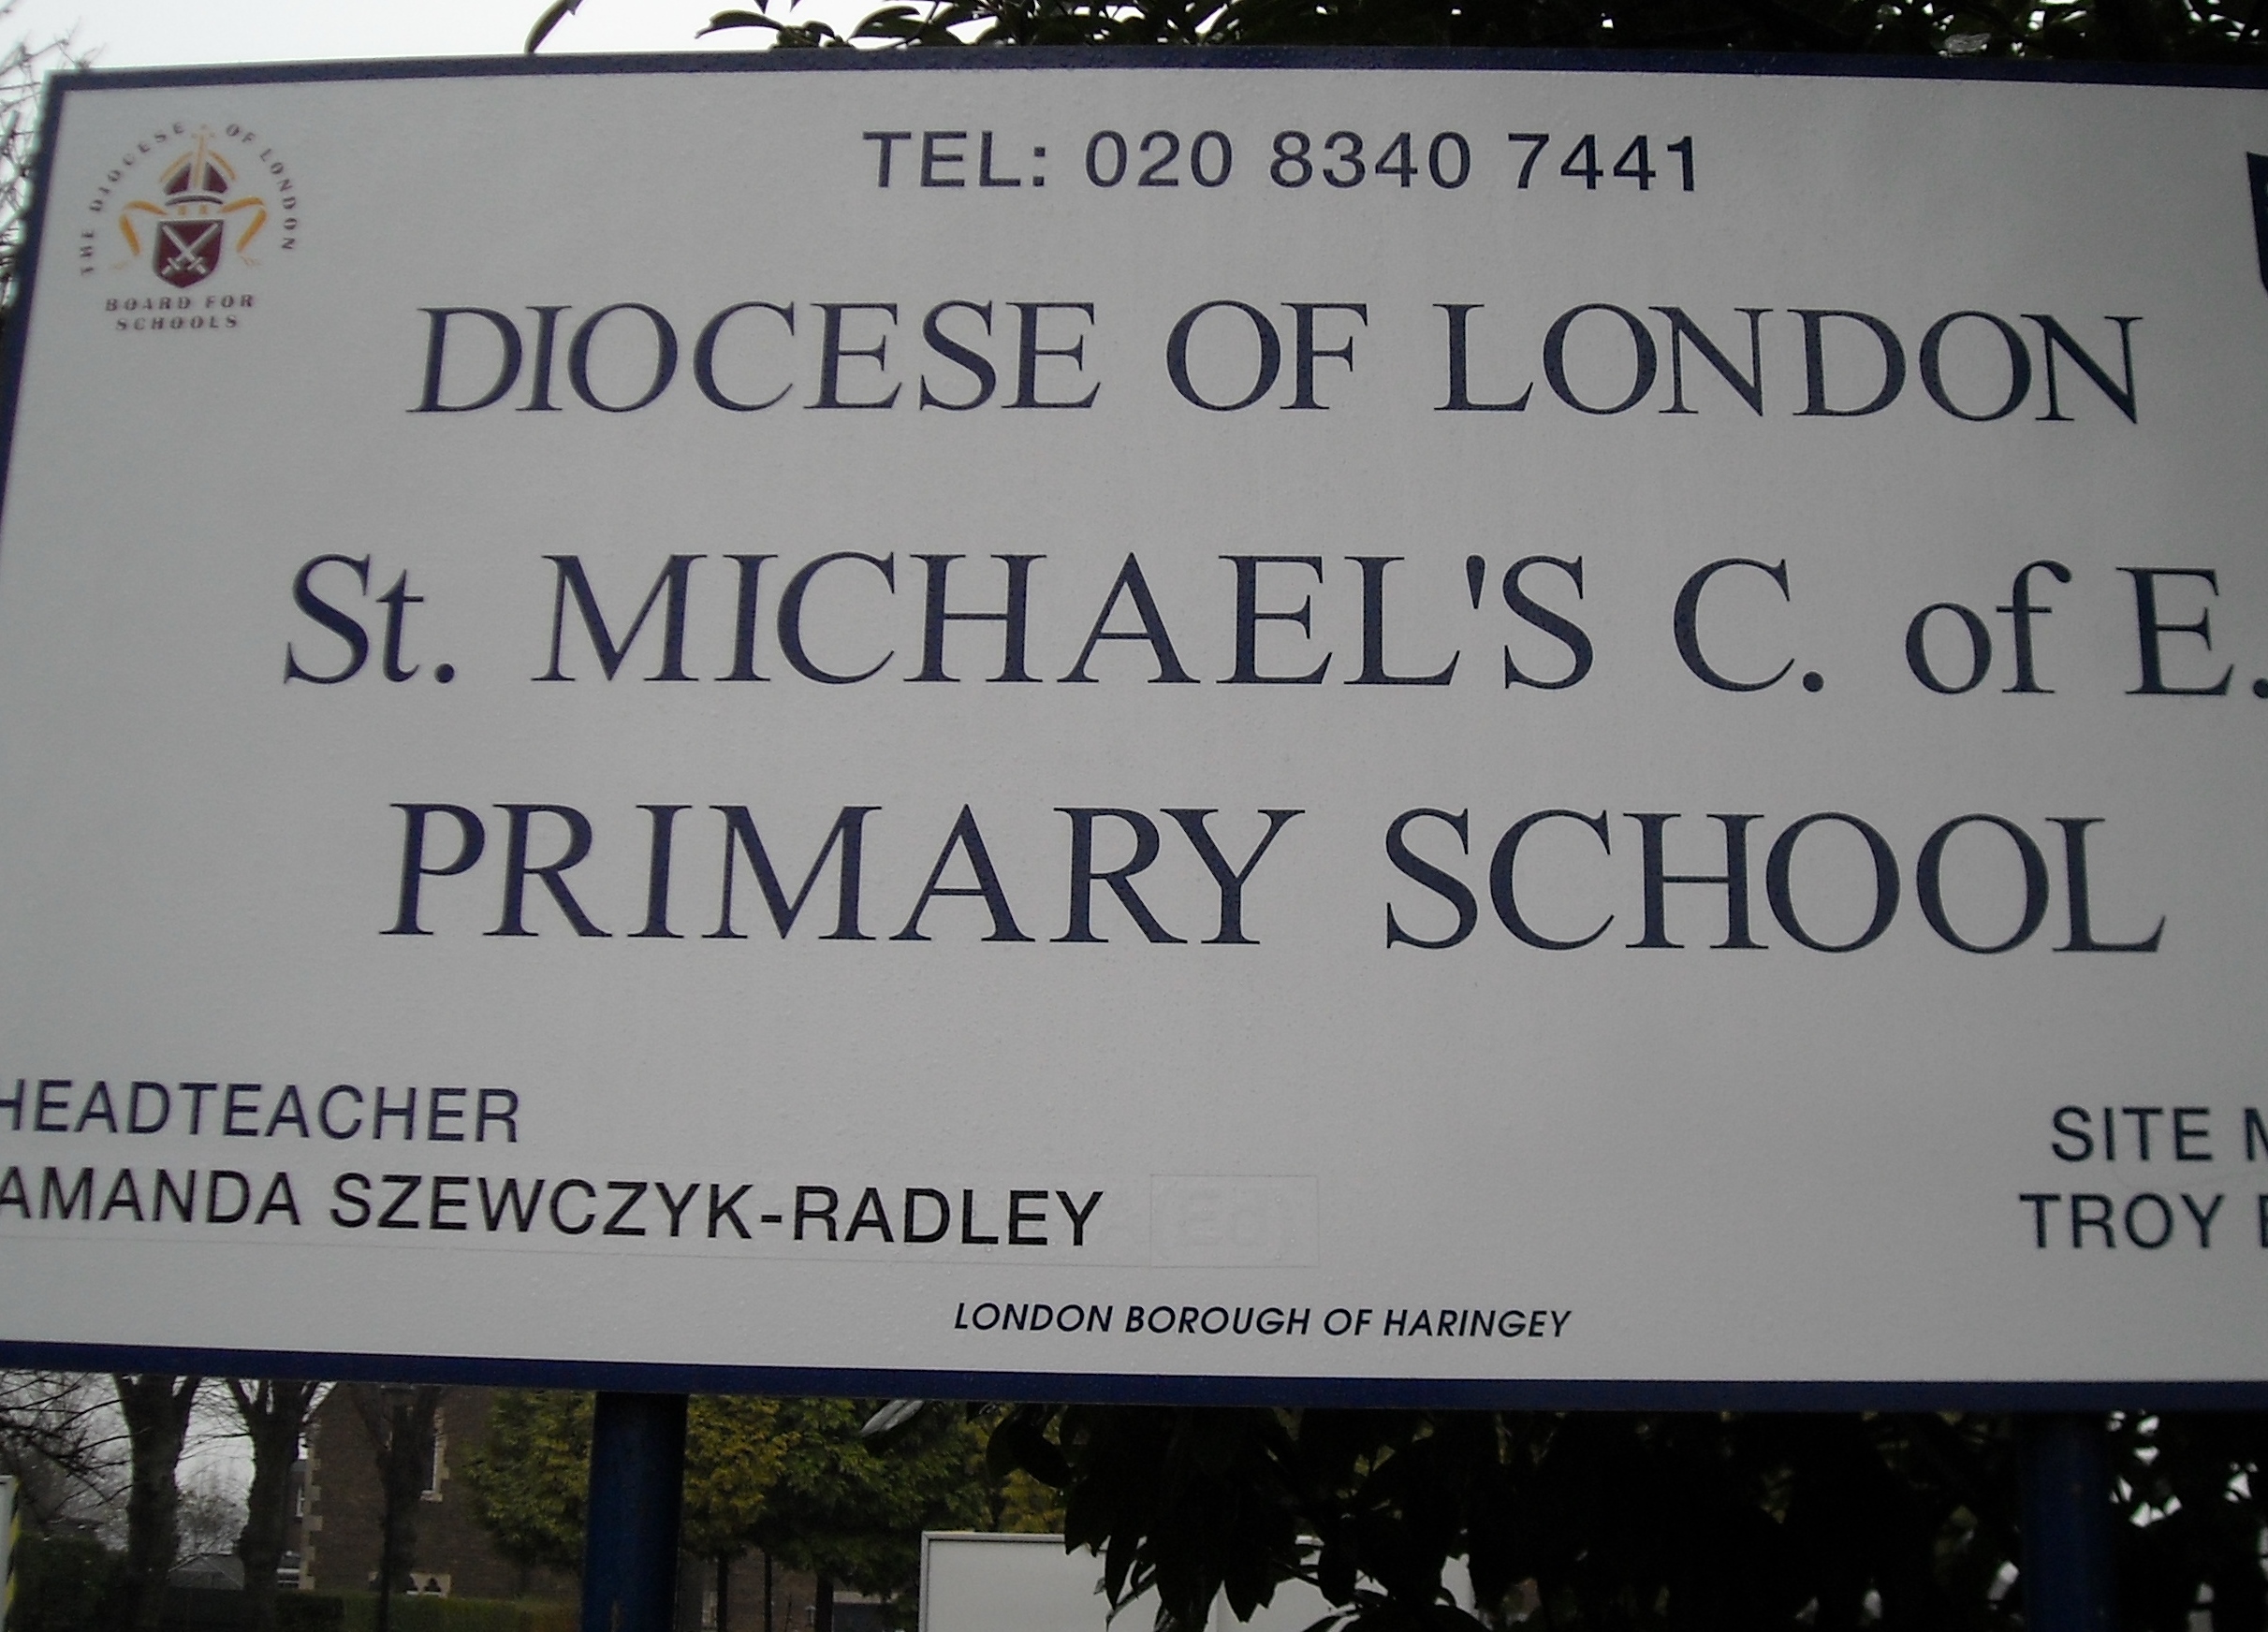 THE DIOCESE OF LONDON
BOARD FOR
SCHOOLS
TEL: 020 8340 7441
DIOCESE OF LONDON
St. MICHAEL'S C. of E.
PRIMARY SCHOOL
HEADTEACHER
AMANDA SZEWCZYK-RADLEY
SITE
TROY
LONDON BOROUGH OF HARINGEY